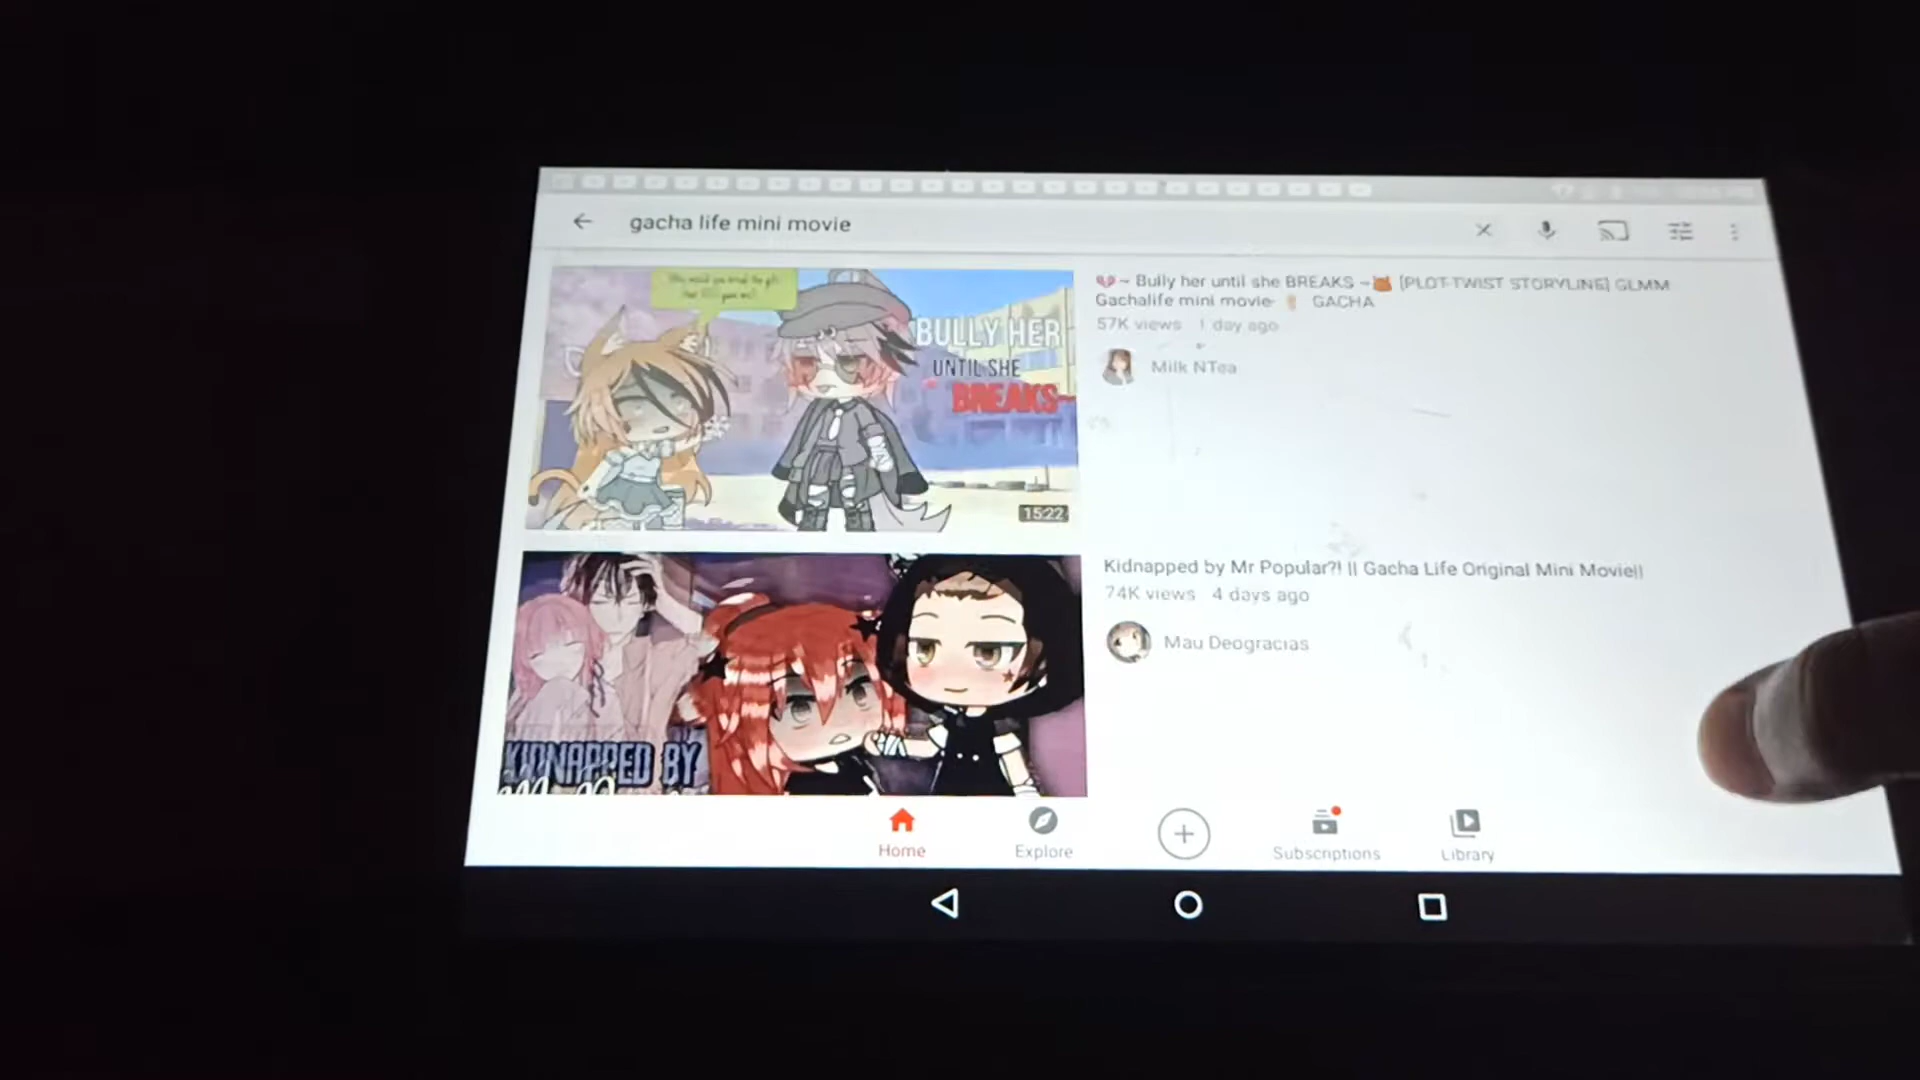 gacha life mini movie
BULLY HER
UNTIL SHE
BREAKS~
15:22
~ Bully her until she BREAKS ~ [PLOT-TWIST STORYLINE] GLMM
Gachalife mini movie GACHA
57K views 1 day ago
Milk NTea
KIDNAPPED BY
Kidnapped by Mr Popular?! || Gacha Life Original Mini Movie||
74K views 4 days ago
Mau Deogracias
Home
Explore
Subscriptions
Library